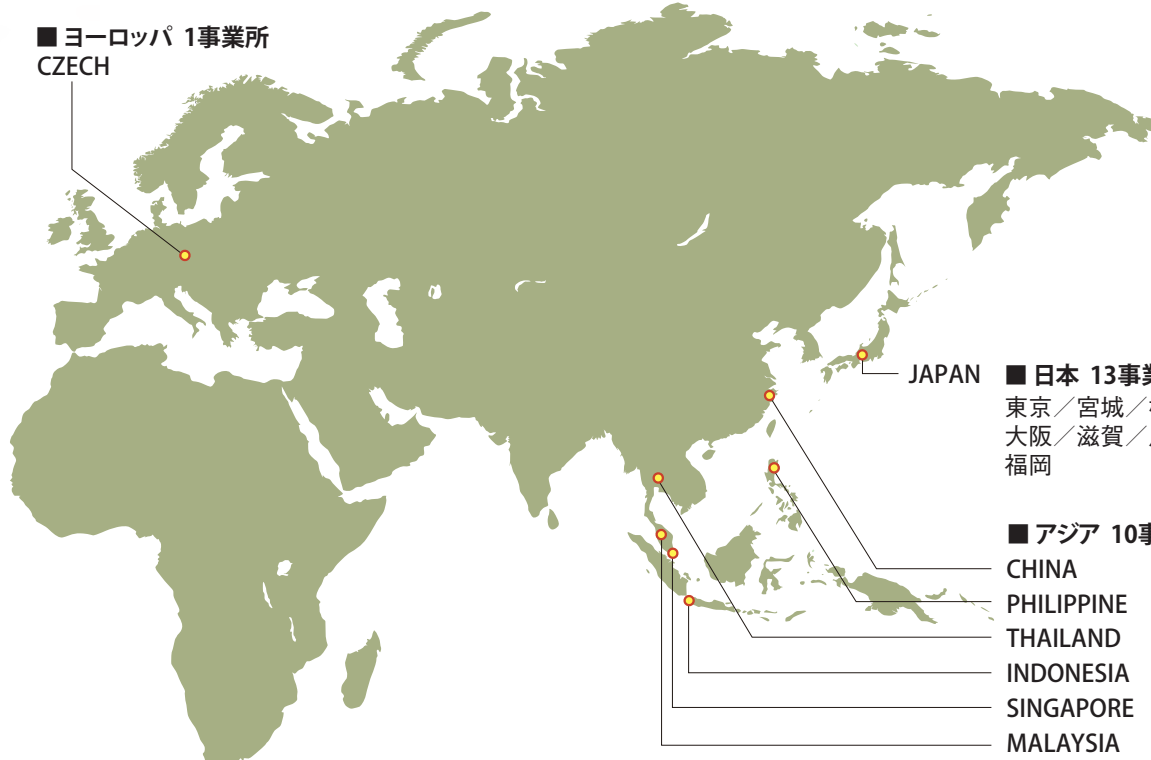 ■ ヨーロッパ 1事業所
CZECH
JAPAN
■ 日本 13事業
東京／宮城／
大阪／滋賀／
福岡
■ アジア 10事
CHINA
PHILIPPINE
THAILAND
INDONESIA
SINGAPORE
MALAYSIA